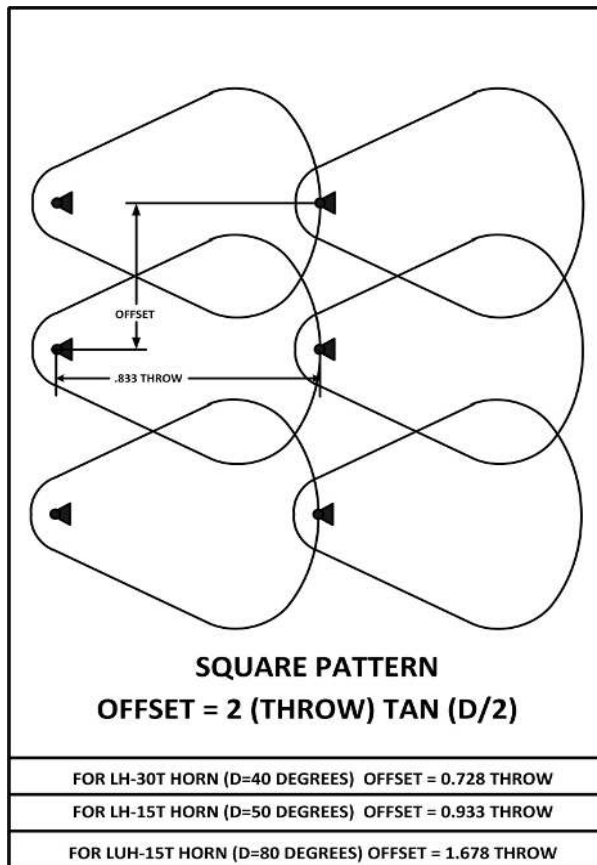 OFFSET
.833 THROW
SQUARE PATTERN
OFFSET = 2 (THROW) TAN (D/2)
FOR LH-30T HORN (D=40 DEGREES) OFFSET = 0.728 THROW
FOR LH-15T HORN (D=50 DEGREES) OFFSET = 0.933 THROW
FOR LUH-15T HORN (D=80 DEGREES) OFFSET = 1.678 THROW